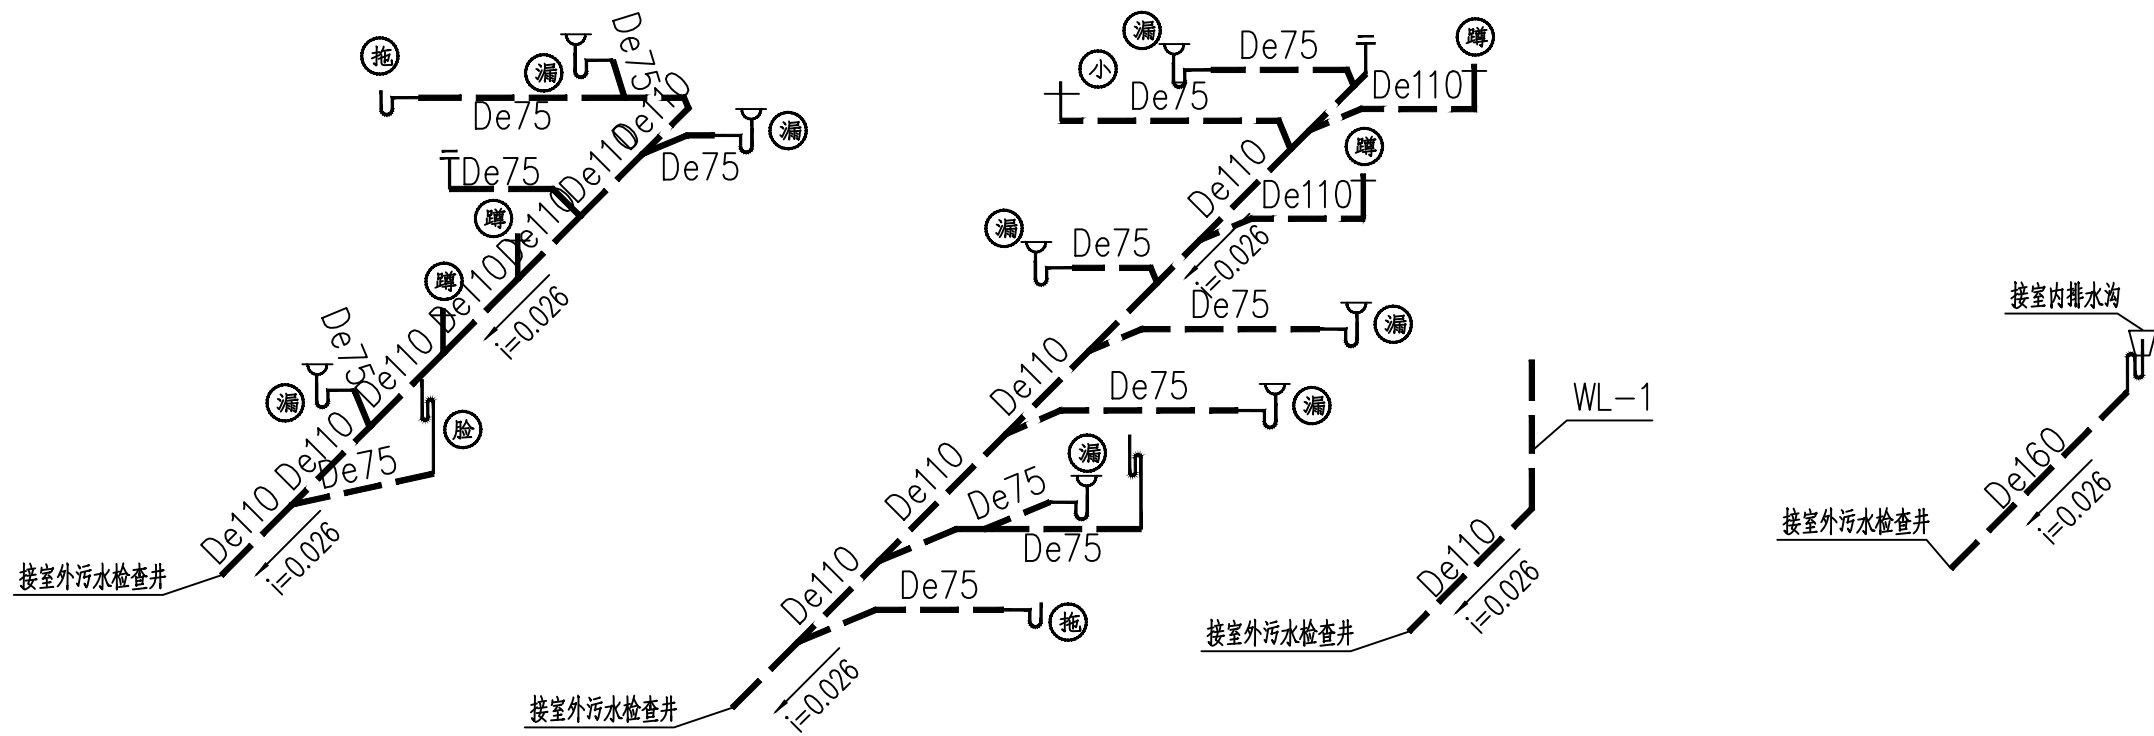 拖
漏
De75
De75
De110
漏
De75
De110
De75
De110
蹲
De110
蹲
De110
i=0.026
De75
漏
De110
De110
脸
De75
De110
i=0.026
接室外污水检查井
漏
De75
蹲
小
De75
De110
蹲
De110
De110
漏
De75
i=0.026
De75
漏
De110
De75
漏
De110
漏
De75
De75
De110
De75
拖
i=0.026
接室外污水检查井
WL-1
De110
i=0.026
接室外污水检查井
接室内排水沟
De160
i=0.026
接室外污水检查井